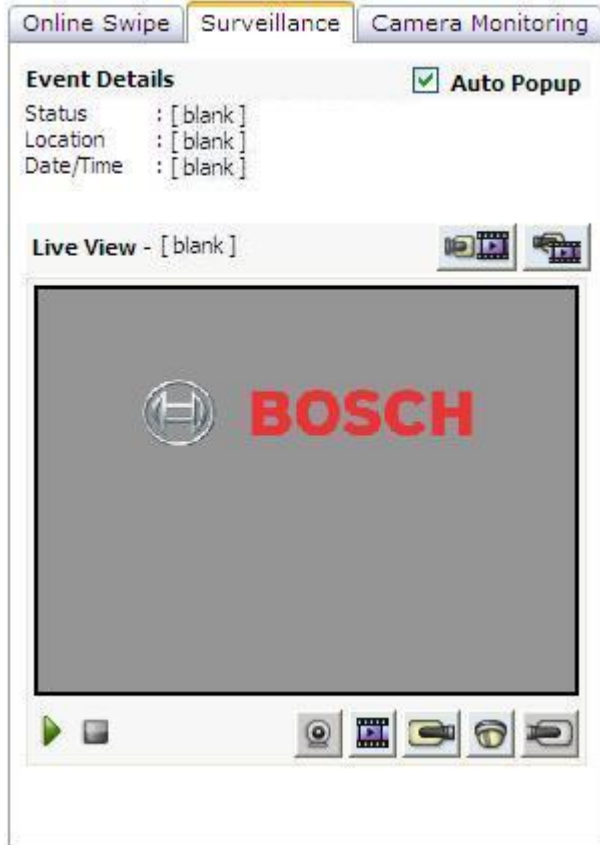 Online Swipe Surveillance Camera Monitoring
Event Details Auto Popup
Status : [ blank ]
Location : [ blank ]
Date/Time : [ blank ]
Live View - [ blank ]
BOSCH